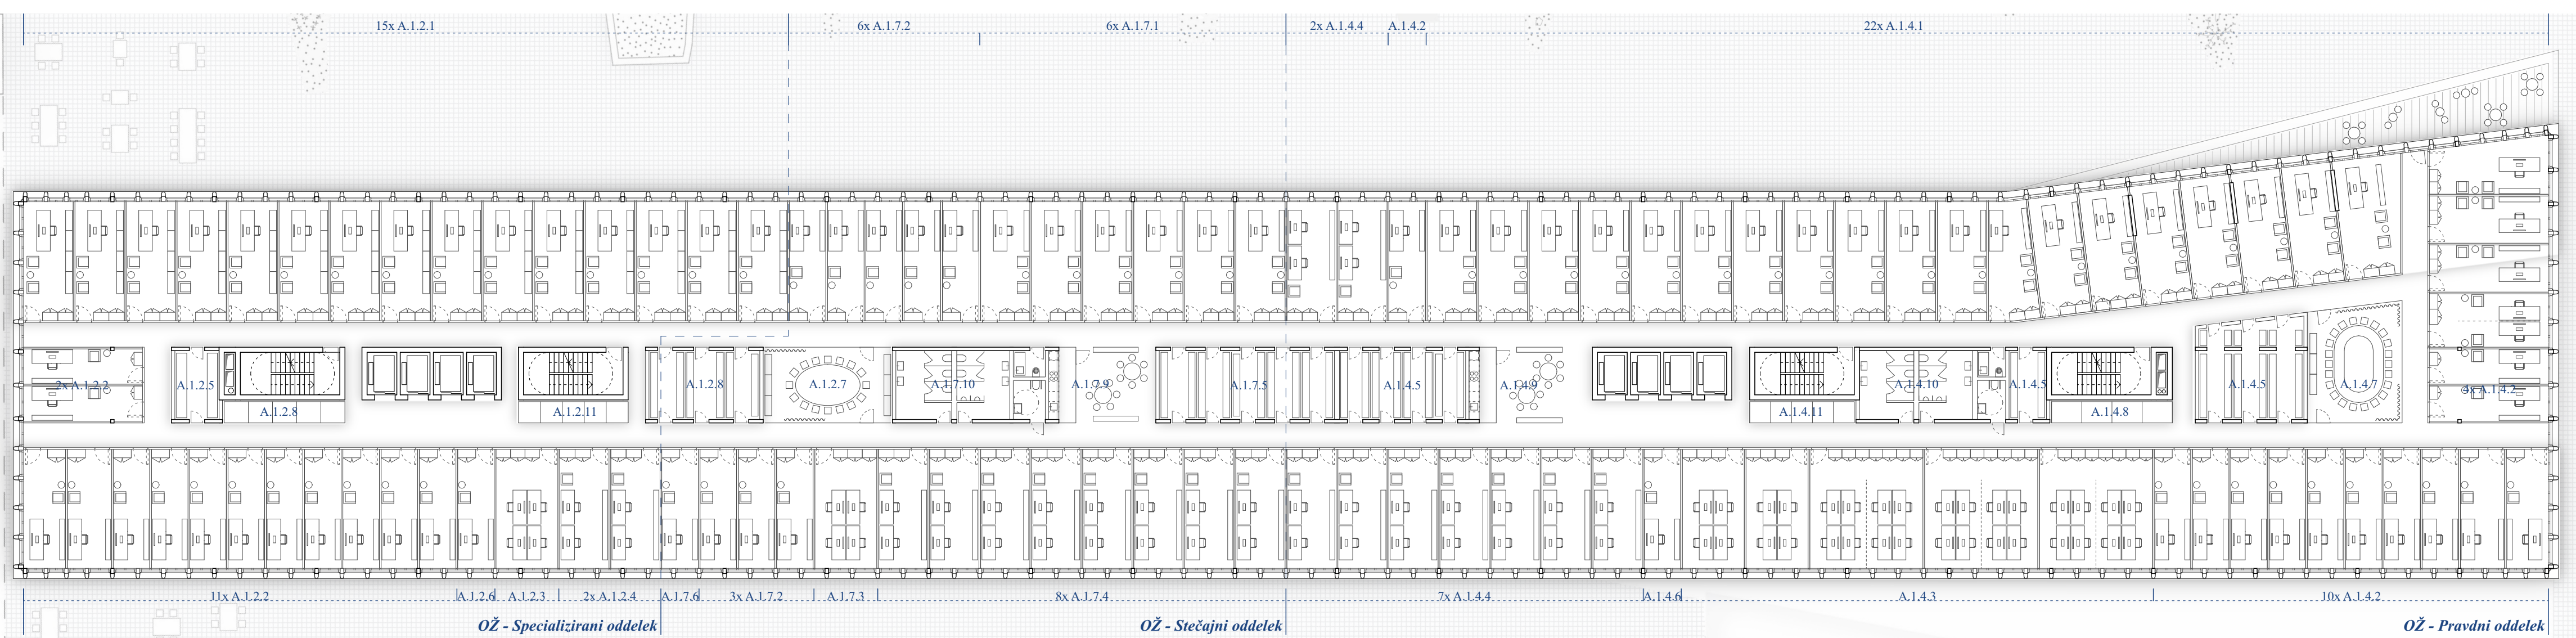 15x A.1.2.1
6x A.1.7.2
6x A.1.7.1
2x A.1.4.4
A.1.4.2
22x A.1.4.1
2x A.1.2.2
A.1.2.5
A.1.2.8
A.1.2.11
A.1.2.8
A.1.2.7
A.1.7.10
A.1.7.9
A.1.7.5
A.1.4.5
A.1.4.9
A.1.4.11
A.1.4.10
A.1.4.5
A.1.4.8
A.1.4.5
A.1.4.7
4x A.1.4.2
11x A.1.2.2
A.1.2.6
A.1.2.3
2x A.1.2.4
A.1.7.6
3x A.1.7.2
A.1.7.3
8x A.1.7.4
7x A.1.4.4
A.1.4.6
A.1.4.3
10x A.1.4.2
OŽ - Specializirani oddelek
OŽ - Stečajni oddelek
OŽ - Pravdni oddelek